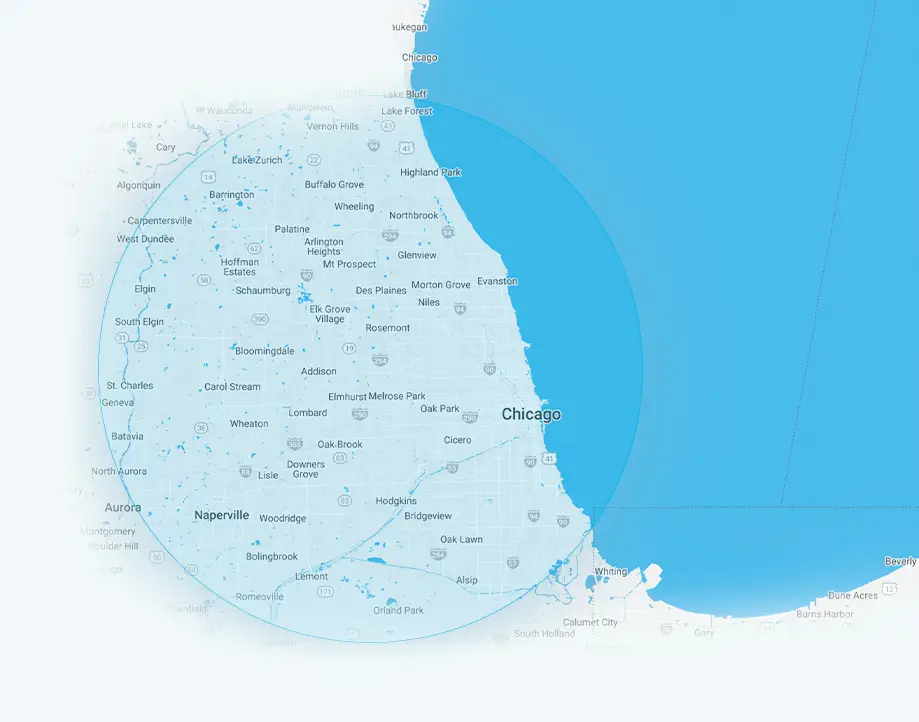 aukegan
Chicago
Lake Bluff
Wauconda
Mundelein
Lake Forest
Vernon Hills
43
94
41
Cary
Lake Zurich
22
14
Highland Park
Algonquin
Barrington
Buffalo Grove
Wheeling
Northbrook
Carpentersville
Palatine
294
94
West Dundee
Arlington
Heights
62
Glenview
Hoffman
Estates
Mt Prospect
90
58
Evanston
Elgin
Schaumburg
Des Plaines
Morton Grove
Niles
94
Elk Grove
Village
South Elgin
390
Rosemont
31
25
19
Bloomingdale
294
Addison
90
St. Charles
Carol Stream
Geneva
Elmhurst
Melrose Park
Oak Park
Chicago
Lombard
290
290
Wheaton
38
Batavia
Cicero
Oak Brook
355
83
90
41
North Aurora
Downers
Grove
55
88
Lisle
Hodgkins
83
Aurora
Naperville
Woodridge
Bridgeview
94
90
Montgomery
Oak Lawn
Boulder Hill
30
Bolingbrook
294
57
Beverly
Whiting
Lemont
Alsip
171
12
Romeoville
Dune Acres
Plainfield
Orland Park
Burns Harbor
Calumet City
South Holland
Gary